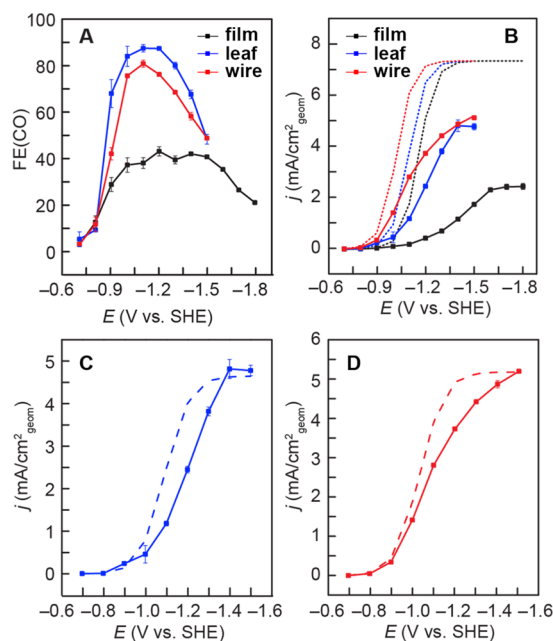 A
film
leaf
wire
FE(CO)
100
80
60
40
20
0
−0.6 −0.9 −1.2 −1.5 −1.8
E (V vs. SHE)
B
film
leaf
wire
j (mA/cm²geom)
8
6
4
2
0
−0.6 −0.9 −1.2 −1.5 −1.8
E (V vs. SHE)
C
j (mA/cm²geom)
5
4
3
2
1
0
−0.8 −1.0 −1.2 −1.4 −1.6
E (V vs. SHE)
D
j (mA/cm²geom)
6
5
4
3
2
1
0
−0.8 −1.0 −1.2 −1.4 −1.6
E (V vs. SHE)